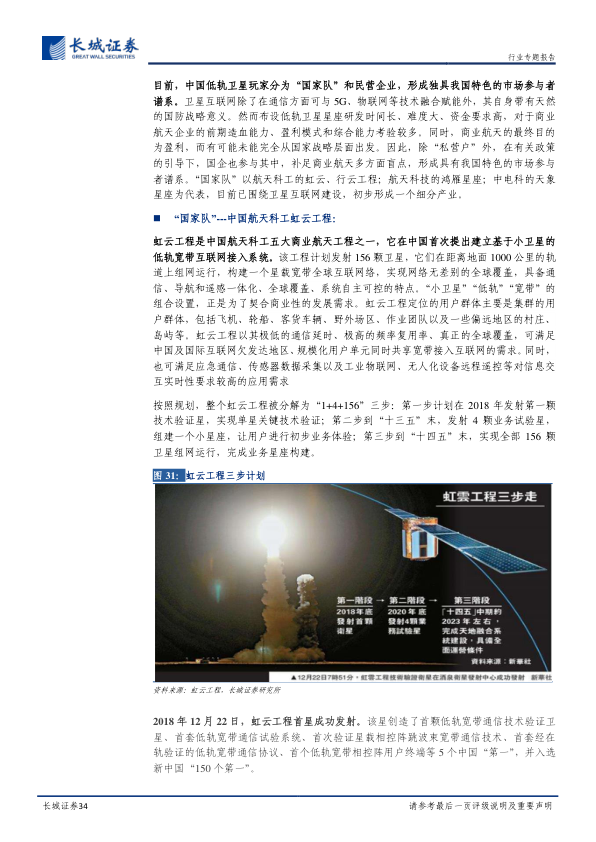 长城证券
GREAT WALL SECURITIES
行业专题报告
目前，中国低轨卫星玩家分为“国家队”和民营企业，形成独具我国特色的市场参与者
谱系。卫星互联网除了在通信方面可与 5G、物联网等技术融合赋能外，其自身带有天然
的国防战略意义。然而布设低轨卫星星座研发时间长、难度大、资金要求高，对于商业
航天企业的前期造血能力、盈利模式和综合能力考验较多。同时，商业航天的最终目的
为盈利，而有可能未能完全从国家战略层面出发。因此，除“私营户”外，在有关政策
的引导下，国企也参与其中，补足商业航天多方面盲点，形成具有我国特色的市场参与
者谱系。“国家队”以航天科工的虹云、行云工程；航天科技的鸿雁星座；中电科的天象
星座为代表，目前已围绕卫星互联网建设，初步形成一个细分产业。
■ “国家队”---中国航天科工虹云工程：
虹云工程是中国航天科工五大商业航天工程之一，它在中国首次提出建立基于小卫星的
低轨宽带互联网接入系统。该工程计划发射 156 颗卫星，它们在距离地面 1000 公里的轨
道上组网运行，构建一个星载宽带全球互联网络，实现网络无差别的全球覆盖，具备通
信、导航和遥感一体化、全球覆盖、系统自主可控的特点。“小卫星”“低轨”“宽带”的
组合设置，正是为了契合商业性的发展需求。虹云工程定位的用户群体主要是集群的用
户群体，包括飞机、轮船、客货车辆、野外场区、作业团队以及一些偏远地区的村庄、
岛屿等。虹云工程以其极低的通信延时、极高的频率复用率、真正的全球覆盖，可满足
中国及国际互联网欠发达地区、规模化用户单元同时共享宽带接入互联网的需求。同时，
也可满足应急通信、传感器数据采集以及工业物联网、无人化设备远程遥控等对信息交
互实时性要求较高的应用需求
按照规划，整个虹云工程被分解为“1+4+156”三步：第一步计划在 2018 年发射第一颗
技术验证星，实现单星关键技术验证；第二步到“十三五”末，发射 4 颗业务试验星，
组建一个小星座，让用户进行初步业务体验；第三步到“十四五”末，实现全部 156 颗
卫星组网运行，完成业务星座构建。
图 31：虹云工程三步计划
虹雲工程三步走
第一階段 → 第二階段 → 第三階段
2018年底 2020 年底 「十四五」中期約
發射首顆 發射4顆業 2023 年左右，
衛星 務試驗星 完成天地融合系
統建設，具備全
面運營條件
資料來源：新華社
▲12月22日7時51分，虹雲工程技術驗證衛星在酒泉衛星發射中心成功發射 新華社
资料来源：虹云工程，长城证券研究所
2018 年 12 月 22 日，虹云工程首星成功发射。该星创造了首颗低轨宽带通信技术验证卫
星、首套低轨宽带通信试验系统、首次验证星载相控阵跳波束宽带通信技术、首套经在
轨验证的低轨宽带通信协议、首个低轨宽带相控阵用户终端等 5 个中国“第一”，并入选
新中国“150 个第一”。
长城证券34
请参考最后一页评级说明及重要声明